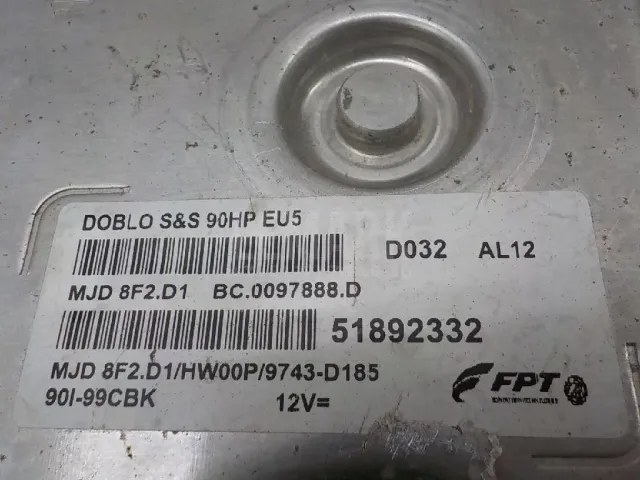 DOBLO S&S 90HP EU5
D032 AL12
MJD 8F2.D1 BC.0097888.D
51892332
MJD 8F2.D1/HW00P/9743-D185
90I-99CBK 12V=
FPT